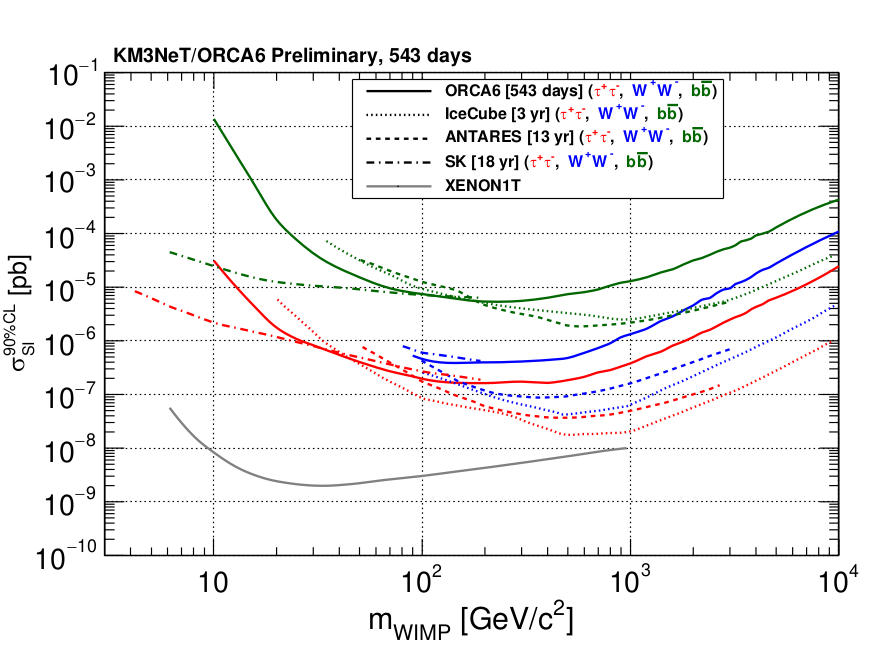 KM3NeT/ORCA6 Preliminary, 543 days
ORCA6 [543 days] (τ⁺τ⁻, W⁺W⁻, bb̅)
IceCube [3 yr] (τ⁺τ⁻, W⁺W⁻, bb̅)
ANTARES [13 yr] (τ⁺τ⁻, W⁺W⁻, bb̅)
SK [18 yr] (τ⁺τ⁻, W⁺W⁻, bb̅)
XENON1T
σ_SI^90%CL [pb]
10⁻¹
10⁻²
10⁻³
10⁻⁴
10⁻⁵
10⁻⁶
10⁻⁷
10⁻⁸
10⁻⁹
10⁻¹⁰
10 10² 10³ 10⁴
m_WIMP [GeV/c²]